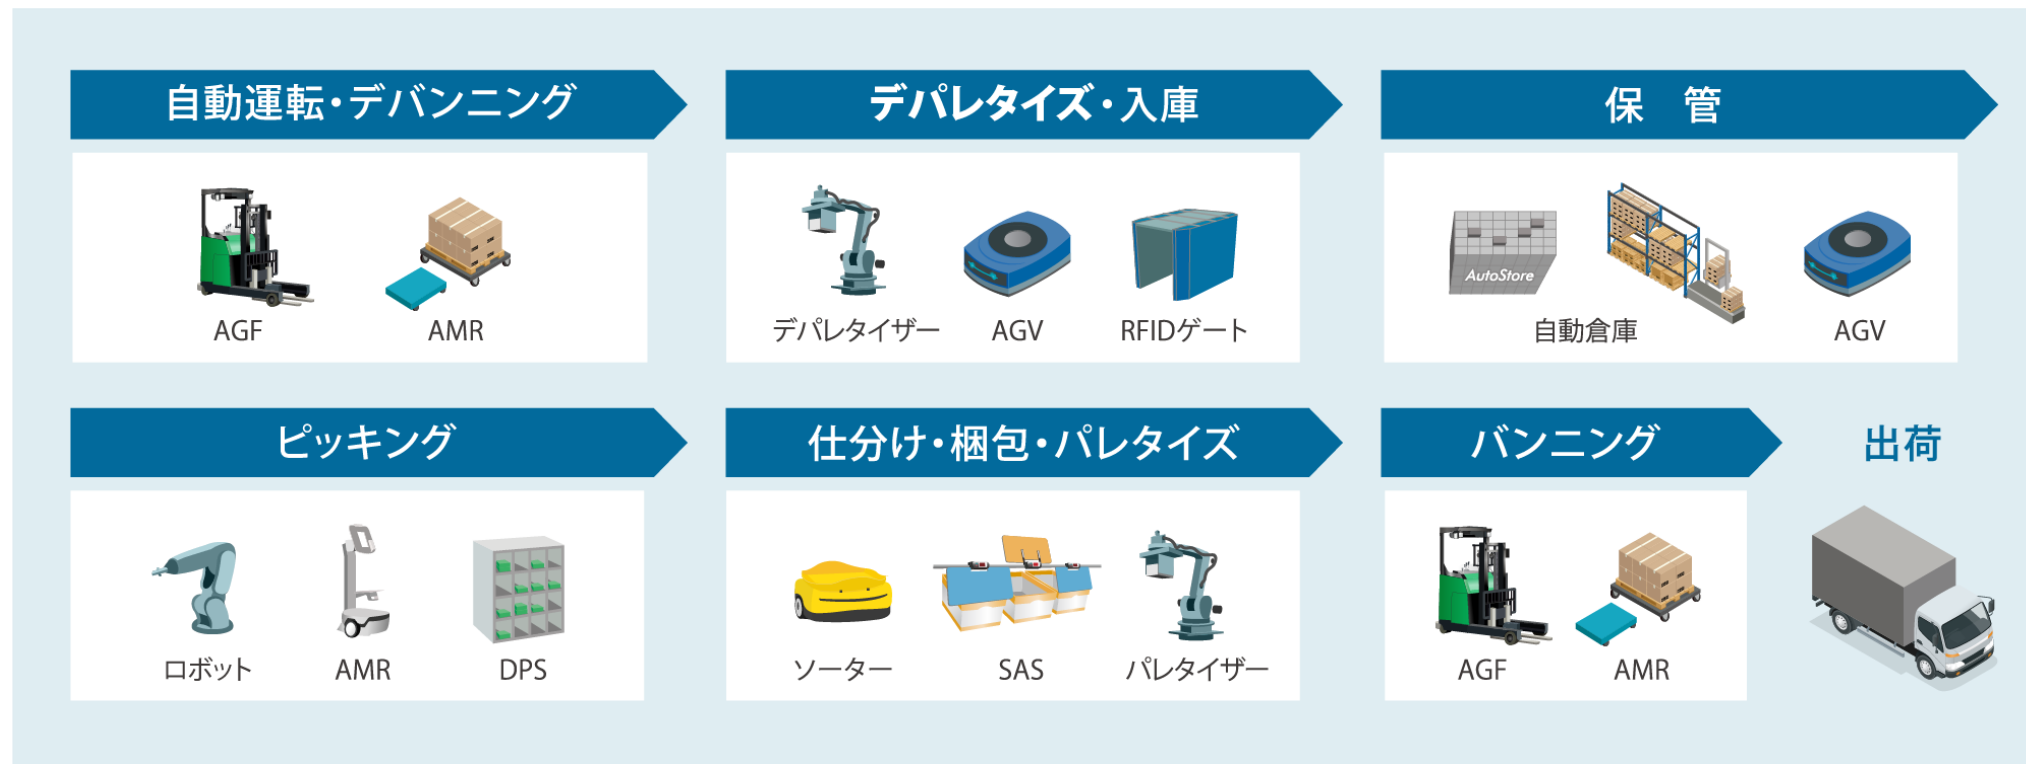 自動運転・デバンニング
デパレタイズ・入庫
保　管
AutoStore
AGF
AMR
デパレタイザー
AGV
RFIDゲート
自動倉庫
AGV
ピッキング
仕分け・梱包・パレタイズ
バンニング
出荷
ロボット
AMR
DPS
ソーター
SAS
パレタイザー
AGF
AMR